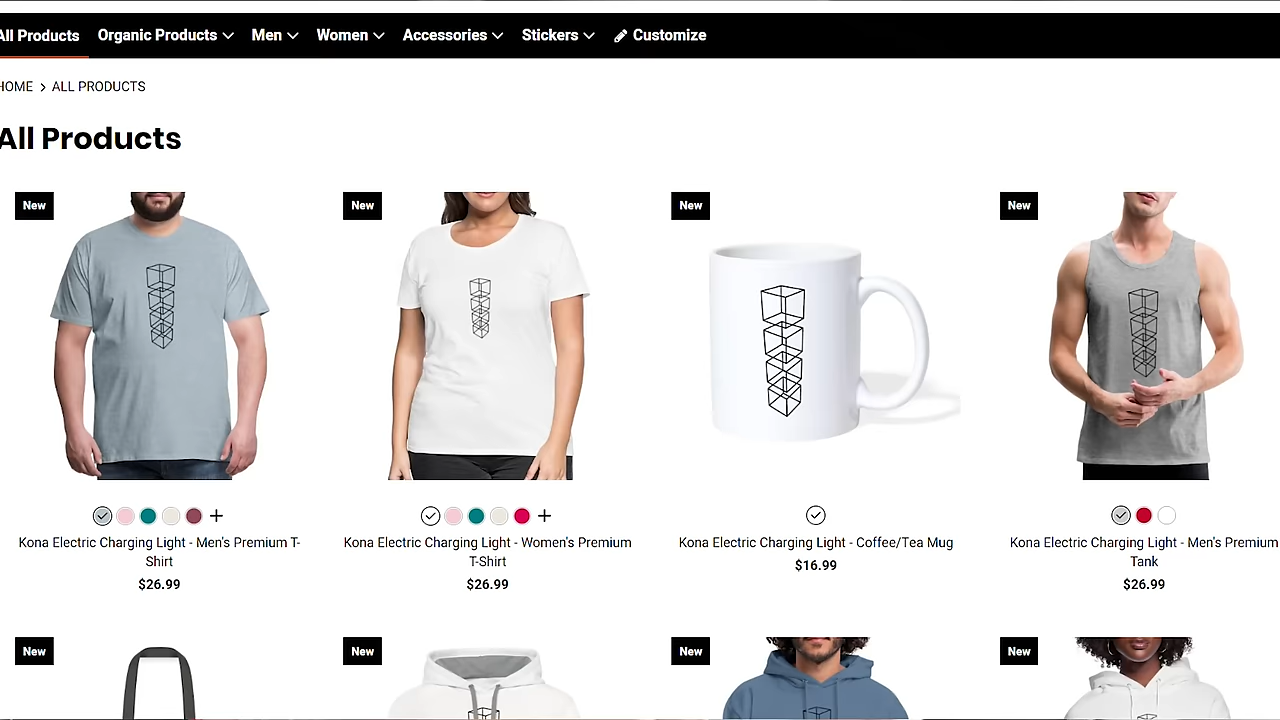 All Products Organic Products Men Women Accessories Stickers Customize
HOME > ALL PRODUCTS
All Products
New New New New
Kona Electric Charging Light - Men's Premium T-
Shirt
$26.99
Kona Electric Charging Light - Women's Premium
T-Shirt
$26.99
Kona Electric Charging Light - Coffee/Tea Mug
$16.99
Kona Electric Charging Light - Men's Premium
Tank
$26.99
New New New New